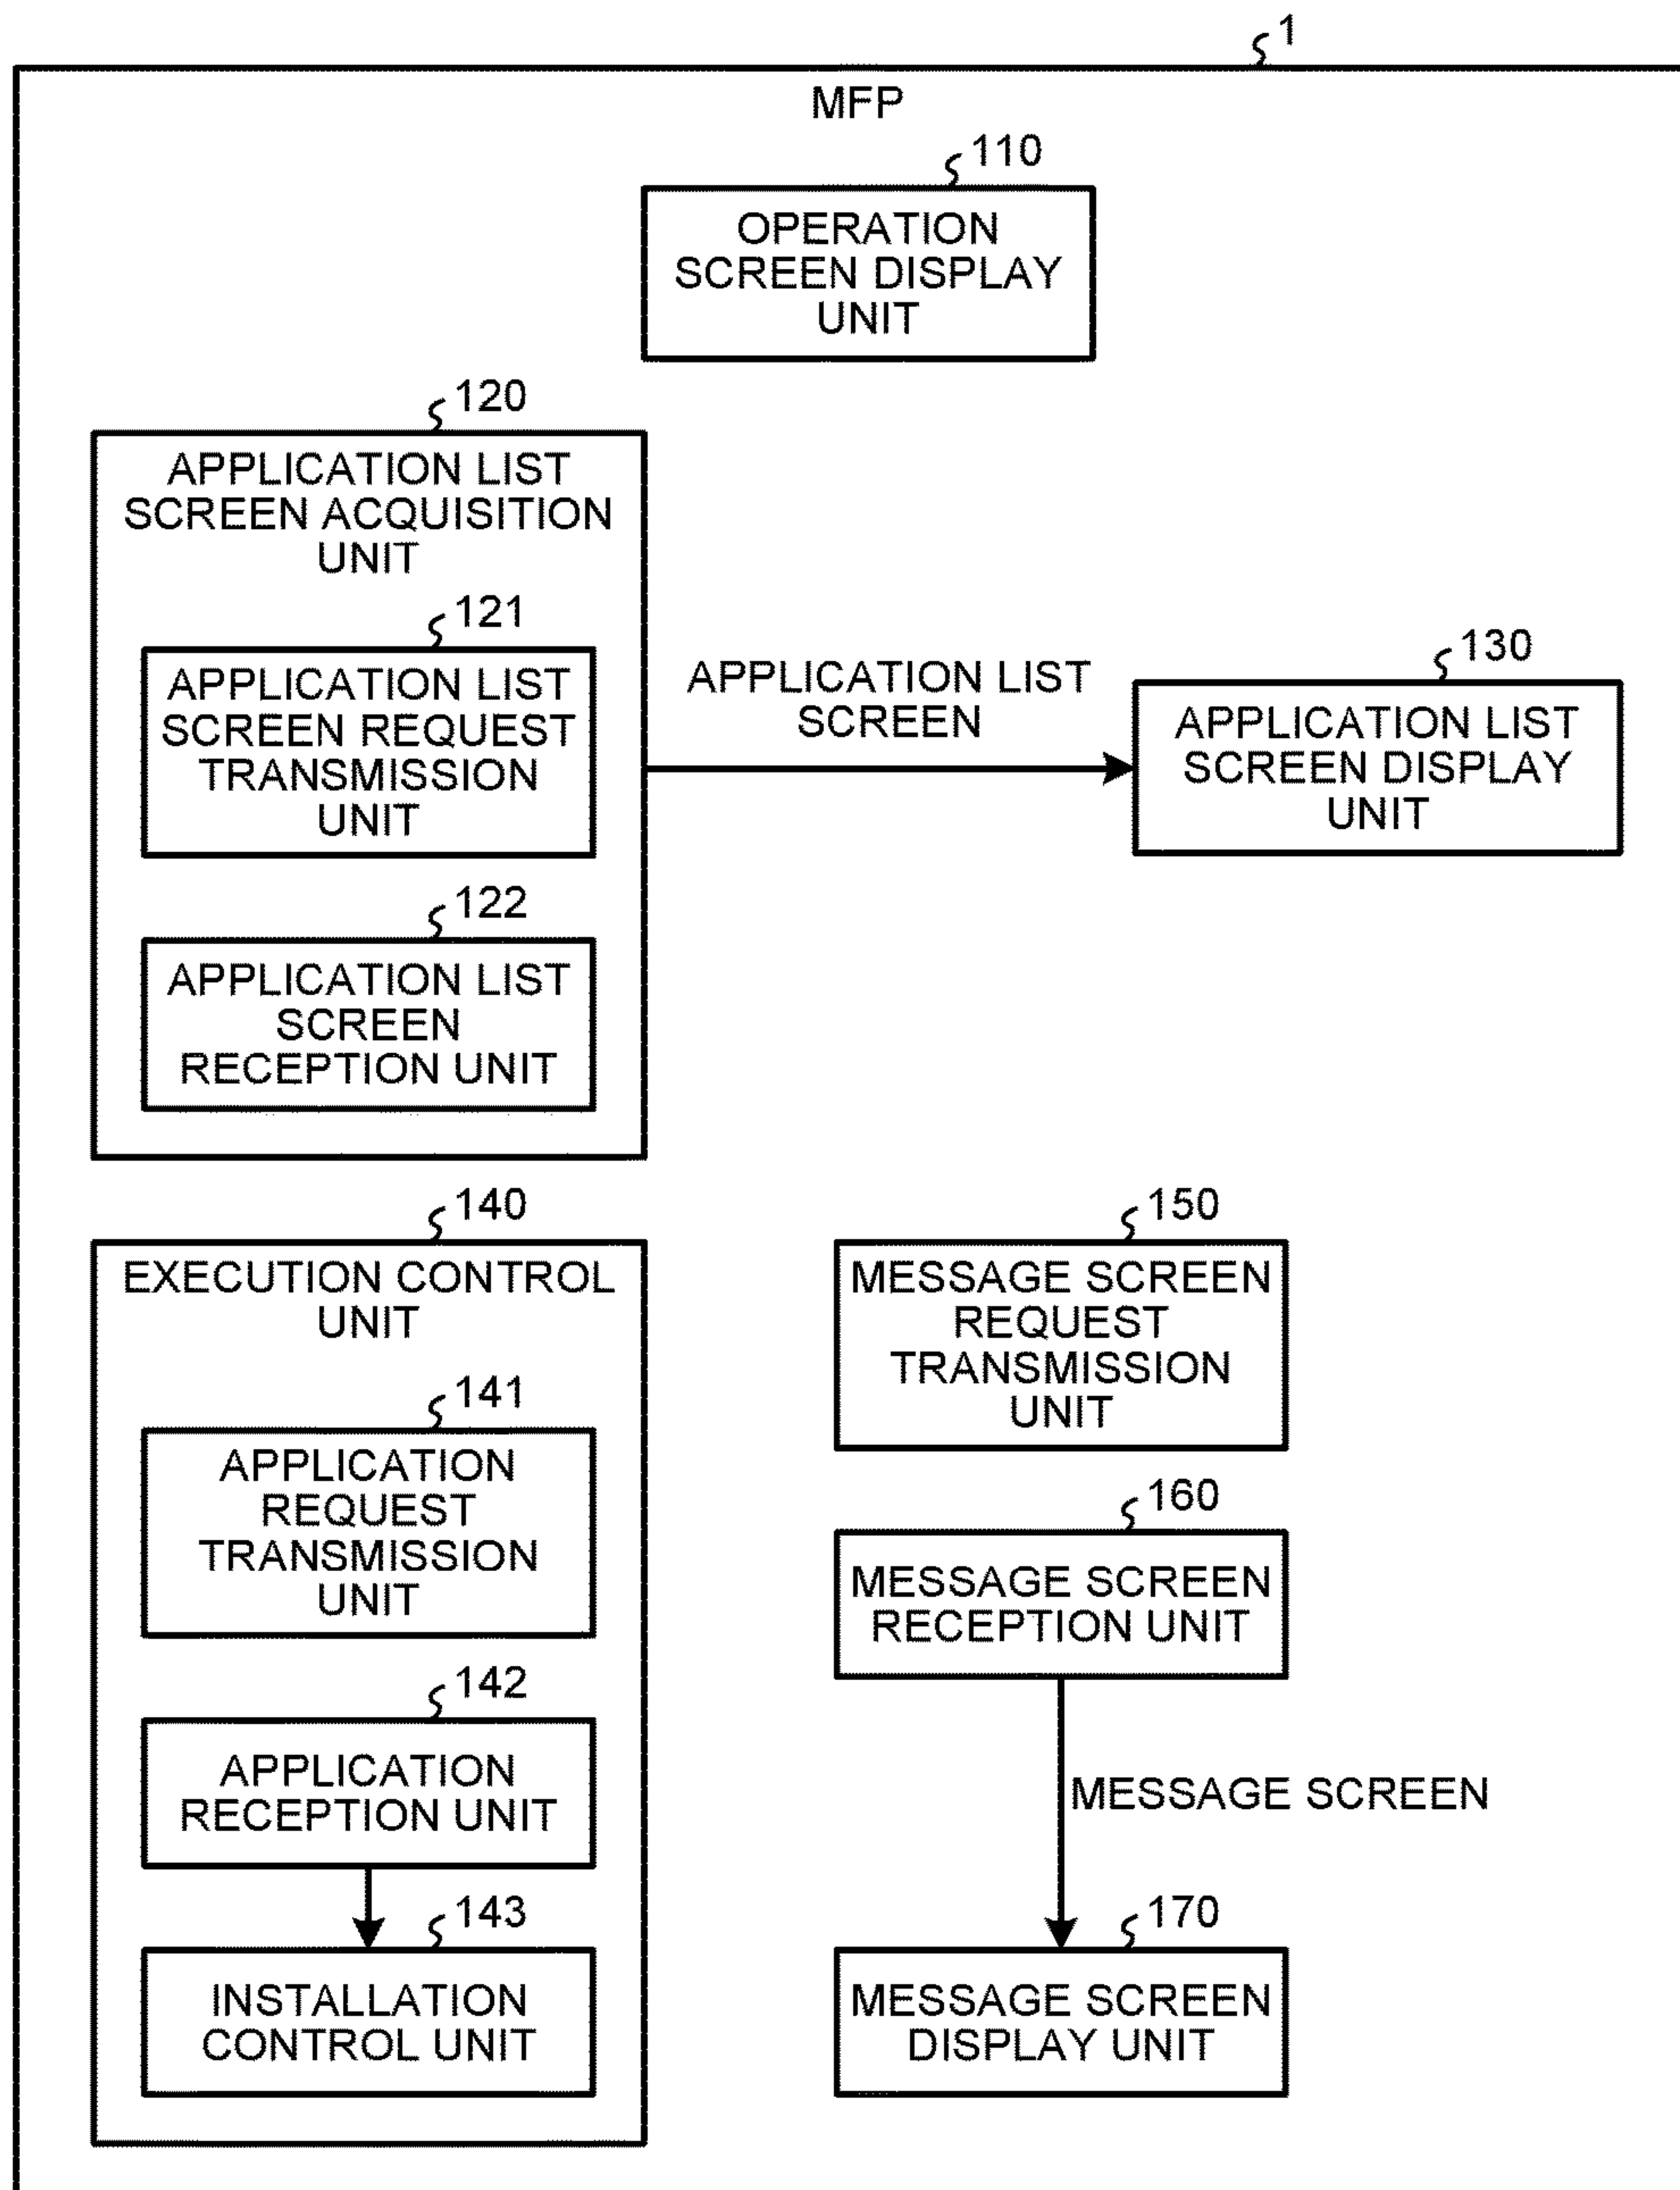 1
MFP
110
OPERATION
SCREEN DISPLAY
UNIT
120
APPLICATION LIST
SCREEN ACQUISITION
UNIT
121
APPLICATION LIST
SCREEN REQUEST
TRANSMISSION
UNIT
APPLICATION LIST
SCREEN
130
APPLICATION LIST
SCREEN DISPLAY
UNIT
122
APPLICATION LIST
SCREEN
RECEPTION UNIT
140
EXECUTION CONTROL
UNIT
141
APPLICATION
REQUEST
TRANSMISSION
UNIT
142
APPLICATION
RECEPTION UNIT
143
INSTALLATION
CONTROL UNIT
150
MESSAGE SCREEN
REQUEST
TRANSMISSION
UNIT
160
MESSAGE SCREEN
RECEPTION UNIT
MESSAGE SCREEN
170
MESSAGE SCREEN
DISPLAY UNIT